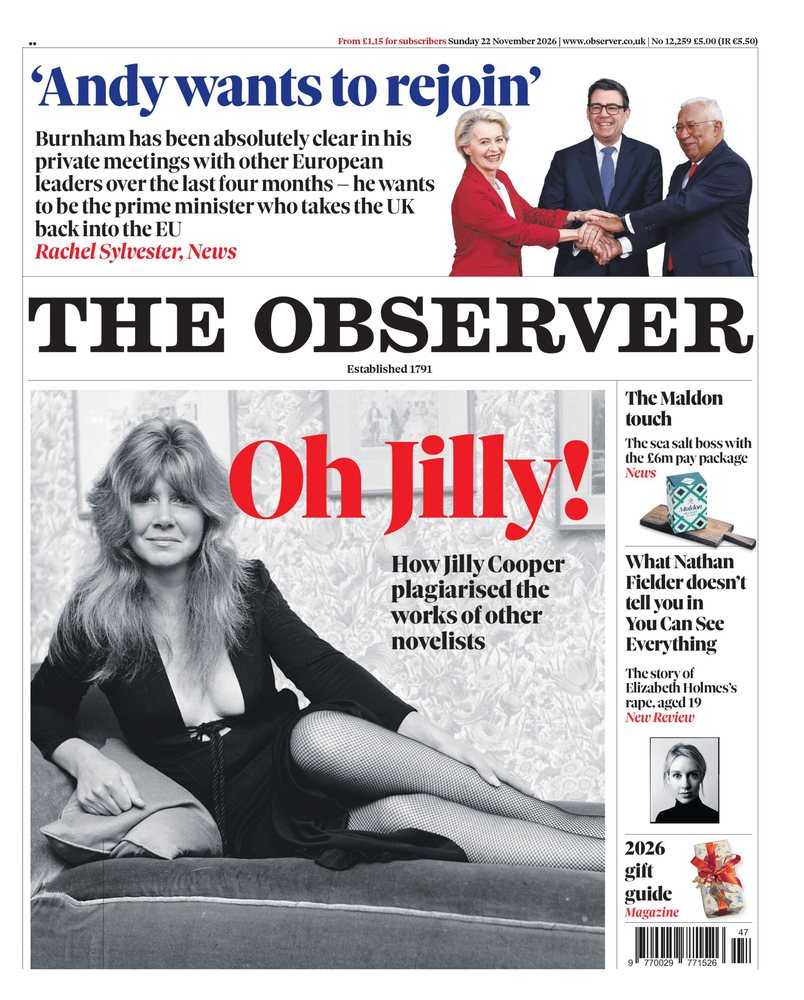 From £1.15 for subscribers Sunday 22 November 2026 | www.observer.co.uk | No 12,259 £5.00 (IR €5.50)
‘Andy wants to rejoin’
Burnham has been absolutely clear in his
private meetings with other European
leaders over the last four months – he wants
to be the prime minister who takes the UK
back into the EU
Rachel Sylvester, News
THE OBSERVER
Established 1791
Oh Jilly!
How Jilly Cooper
plagiarised the
works of other
novelists
The Maldon
touch
The sea salt boss with
the £6m pay package
News
Maldon
What Nathan
Fielder doesn’t
tell you in
You Can See
Everything
The story of
Elizabeth Holmes’s
rape, aged 19
New Review
2026
gift
guide
Magazine
47
9 770029 771526